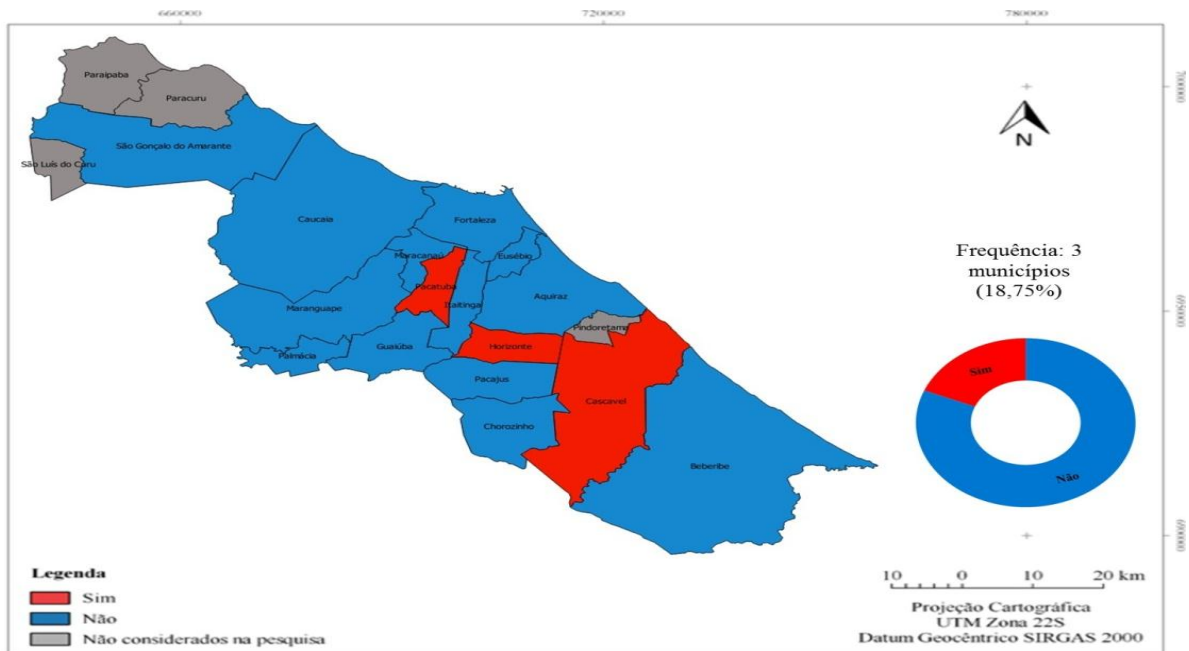 660000
720000
780000
Paraipaba
Paracuru
700000
São Gonçalo do Amarante
São Luís do Curu
N
Caucaia
Fortaleza
Maracanaú
Eusébio
Frequência: 3
municípios
(18,75%)
Pacatuba
Aquiraz
Itaitinga
Maranguape
Pindoretama
695000
Guaiúba
Horizonte
Palmácia
Sim
Pacajus
Cascavel
Chorozinho
Beberibe
Não
690000
Legenda
Sim
Não
Não considerados na pesquisa
10 0 10 20 km
Projeção Cartográfica
UTM Zona 22S
Datum Geocêntrico SIRGAS 2000